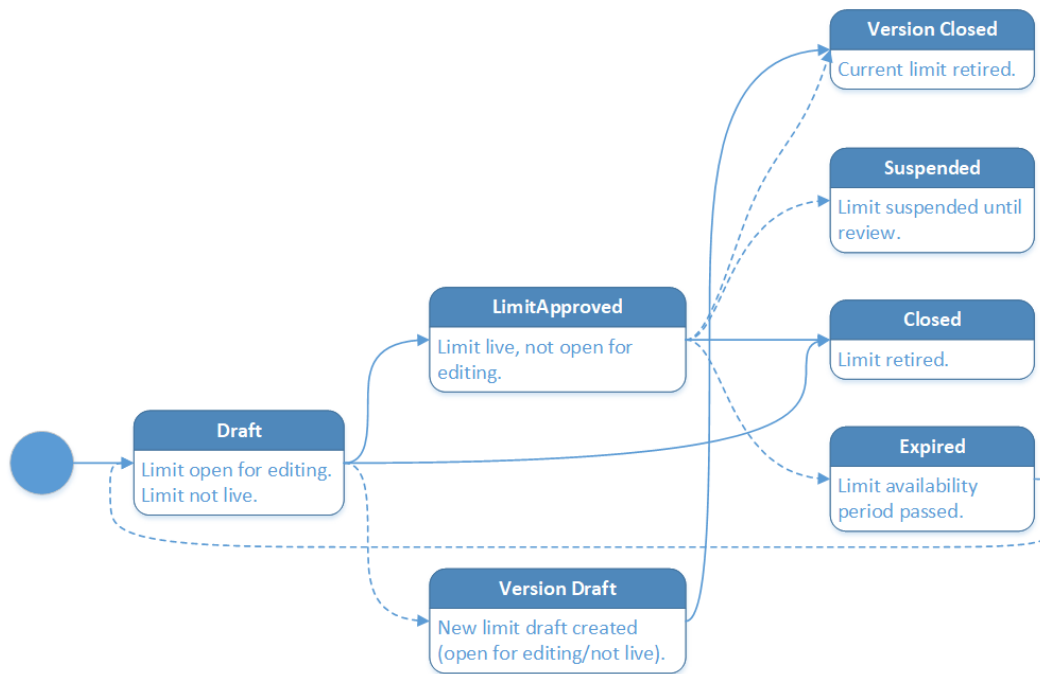 Version Closed
Current limit retired.
Suspended
Limit suspended until
review.
LimitApproved
Limit live, not open for
editing.
Closed
Limit retired.
Draft
Limit open for editing.
Limit not live.
Expired
Limit availability
period passed.
Version Draft
New limit draft created
(open for editing/not live).